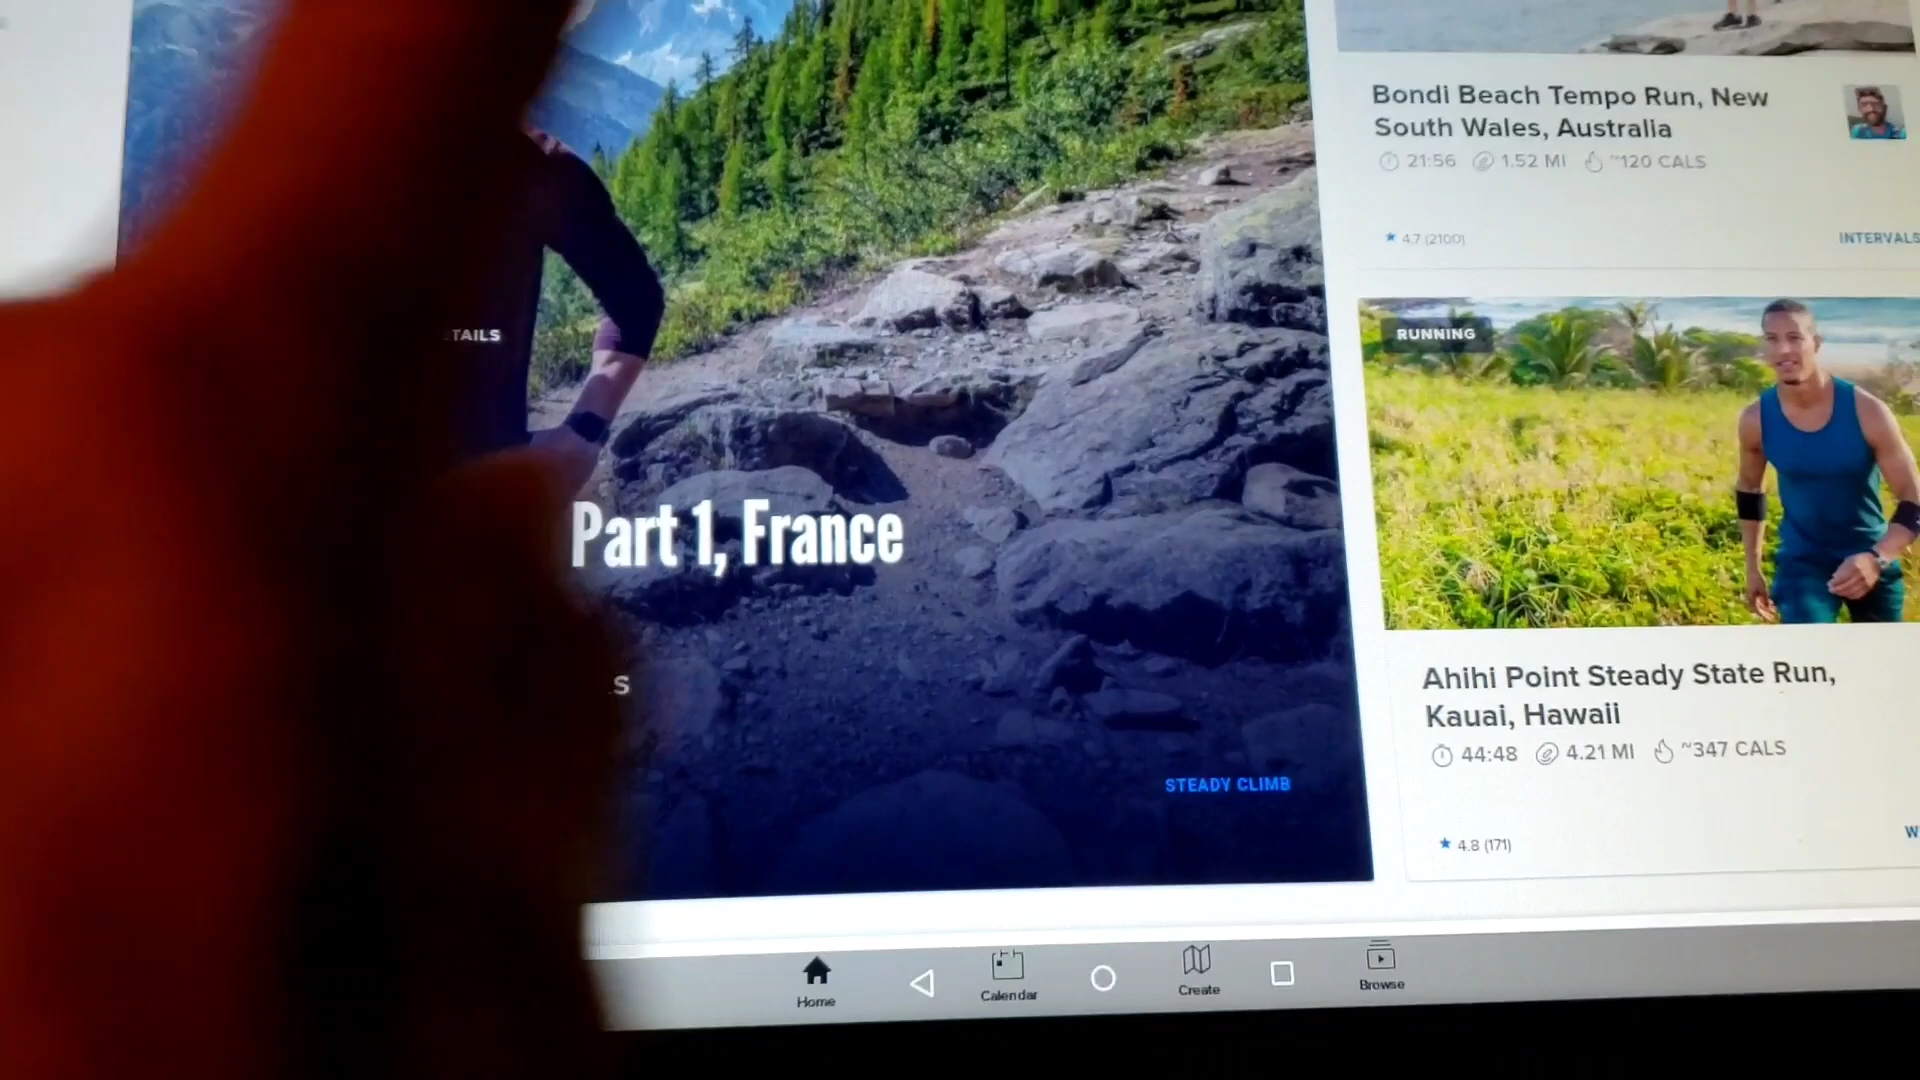 TAILS
Part 1, France
S
STEADY CLIMB
Bondi Beach Tempo Run, New
South Wales, Australia
21:56 1.52 MI ~120 CALS
4.7 (2100)
INTERVALS
RUNNING
Ahihi Point Steady State Run,
Kauai, Hawaii
44:48 4.21 MI ~347 CALS
4.8 (171)
W
Home
Calendar
Create
Browse